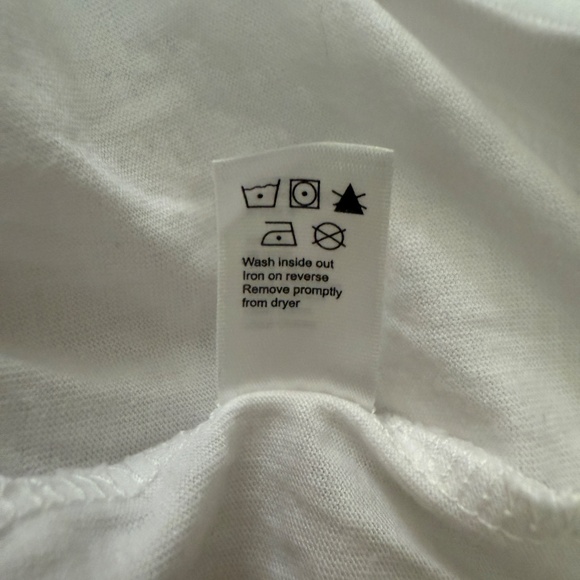 Wash inside out
Iron on reverse
Remove promptly
from dryer